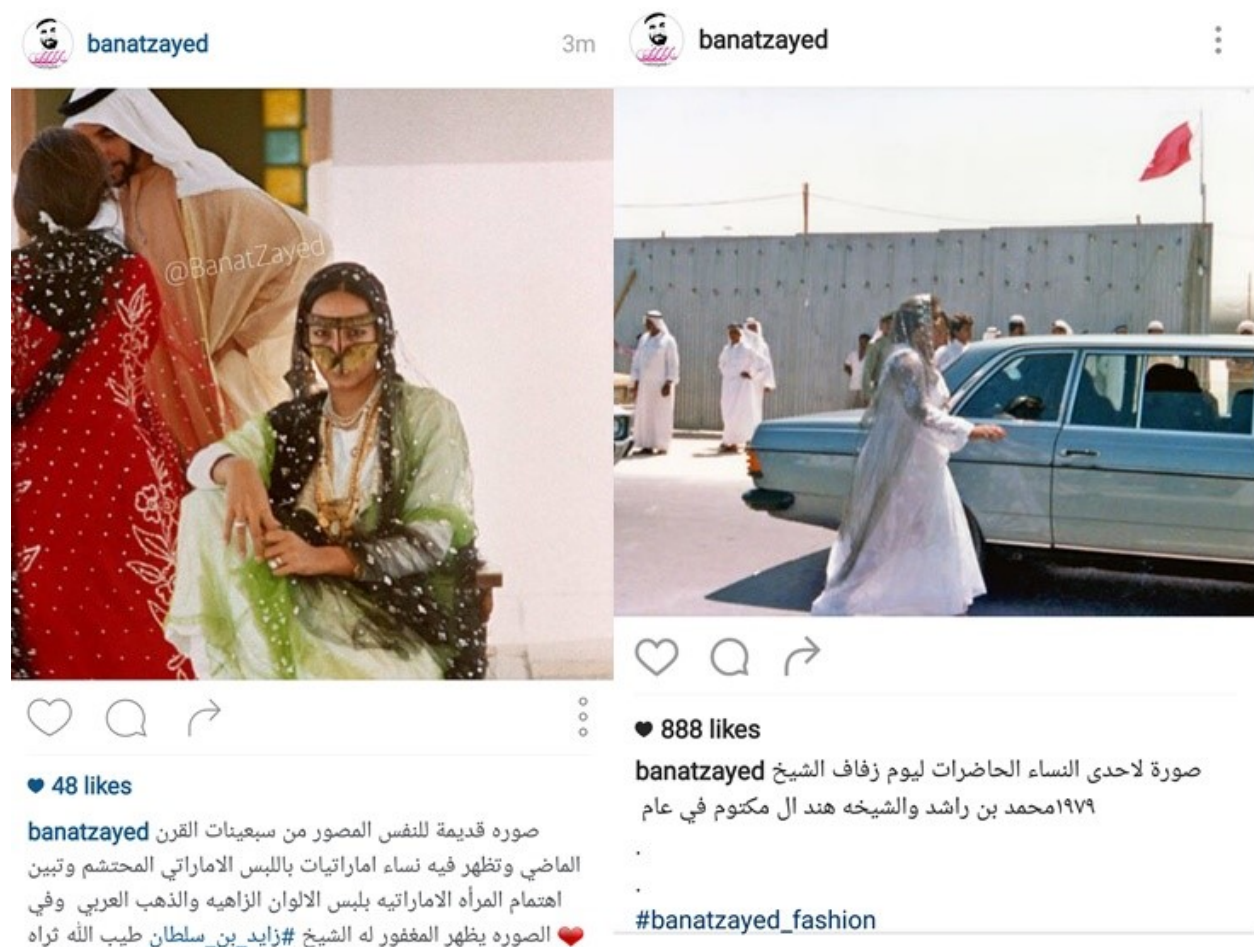 banatzayed
3m
@BanatZayed
48 likes
banatzayed صوره قديمة للنفس المصور من سبعينات القرن
الماضي وتظهر فيه نساء اماراتيات باللبس الاماراتي المحتشم وتبين
اهتمام المرأه الاماراتيه بلبس الالوان الزاهيه والذهب العربي وفي
❤ الصوره يظهر المغفور له الشيخ #زايد_بن_سلطان طيب الله ثراه
banatzayed
888 likes
banatzayed صورة لاحدى النساء الحاضرات ليوم زفاف الشيخ
محمد بن راشد والشيخه هند ال مكتوم في عام١٩٧٩
.
.
#banatzayed_fashion